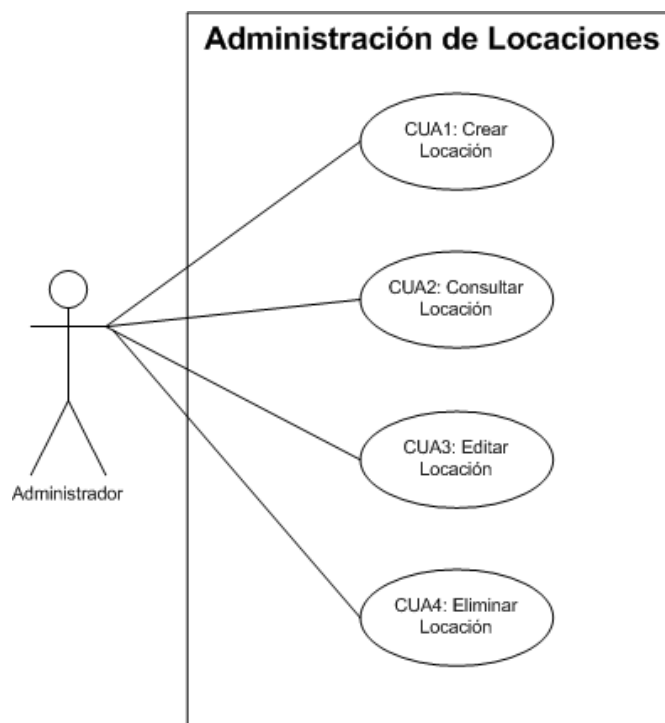 Administración de Locaciones
CUA1: Crear
Locación
CUA2: Consultar
Locación
CUA3: Editar
Locación
Administrador
CUA4: Eliminar
Locación